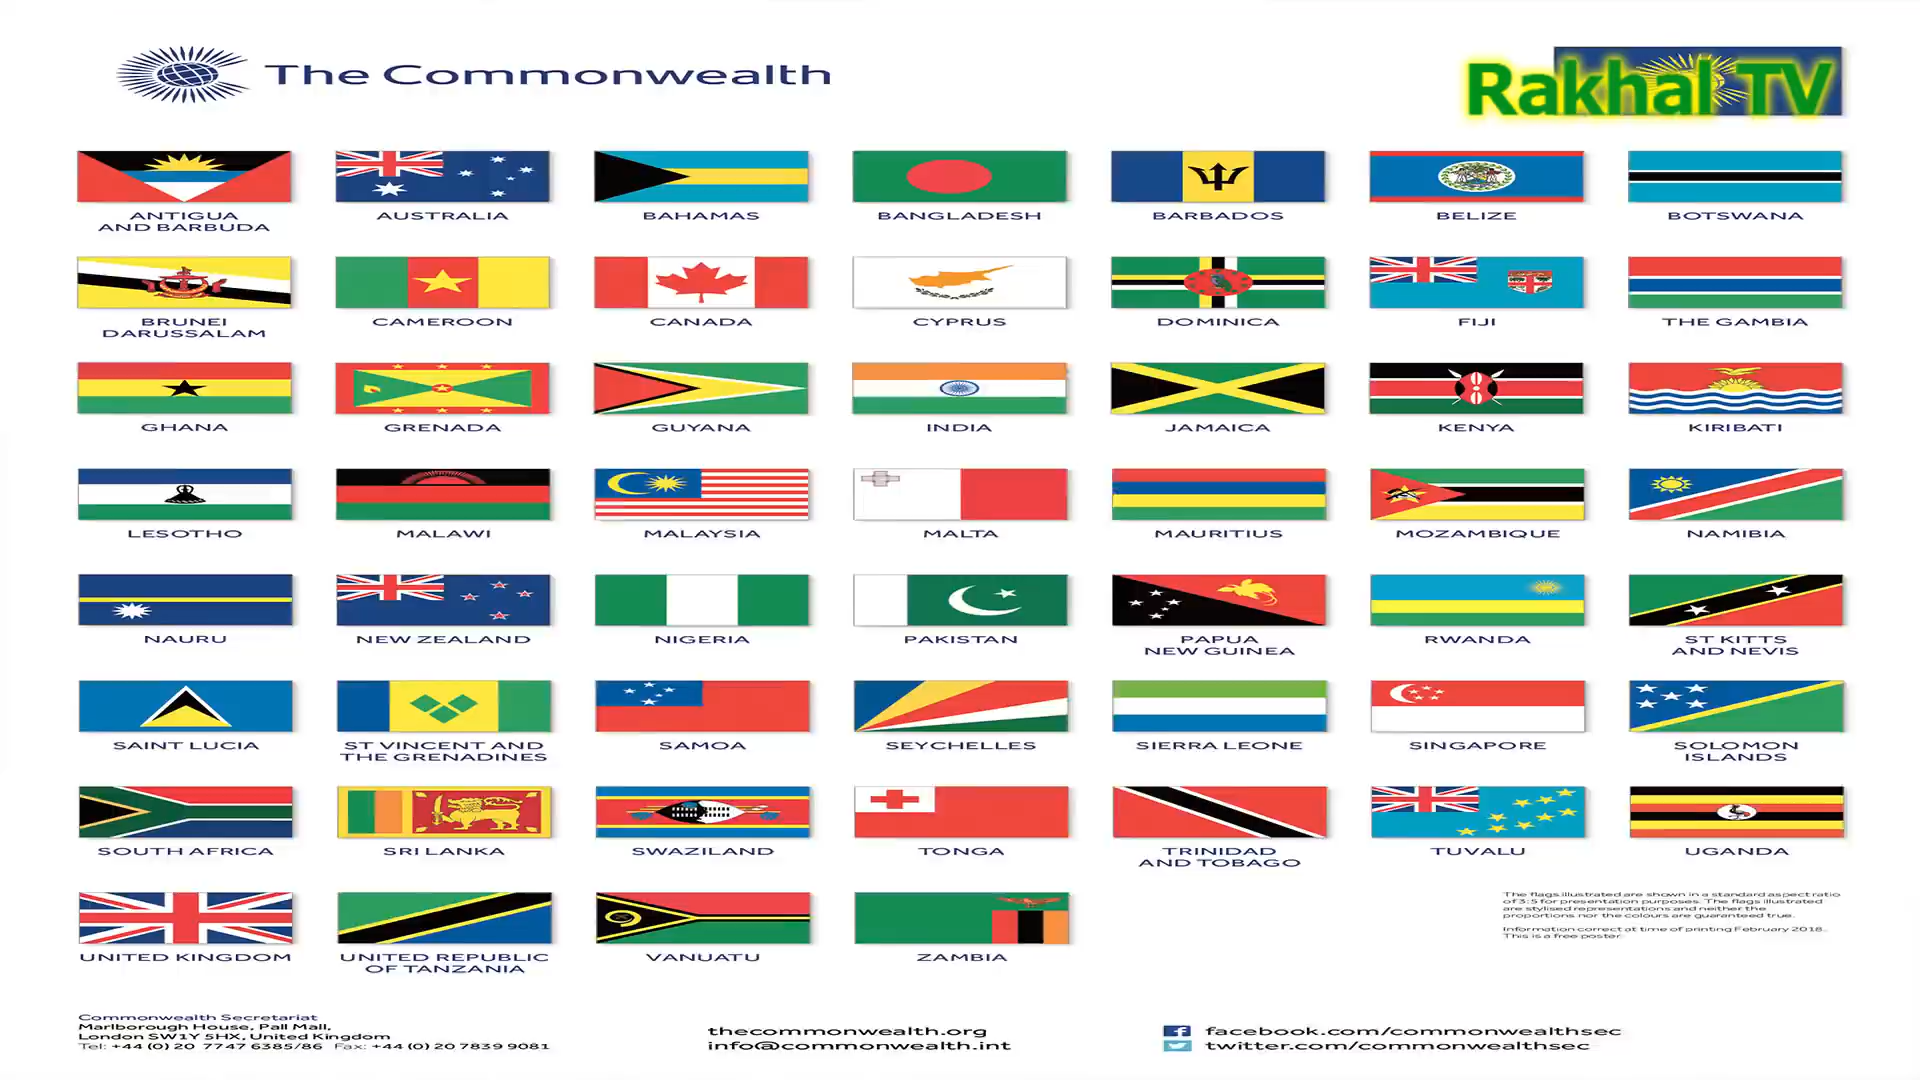 The Commonwealth
Rakhal TV
ANTIGUA
AND BARBUDA
AUSTRALIA
BAHAMAS
BANGLADESH
BARBADOS
BELIZE
BOTSWANA
BRUNEI
DARUSSALAM
CAMEROON
CANADA
CYPRUS
DOMINICA
FIJI
THE GAMBIA
GHANA
GRENADA
GUYANA
INDIA
JAMAICA
KENYA
KIRIBATI
LESOTHO
MALAWI
MALAYSIA
MALTA
MAURITIUS
MOZAMBIQUE
NAMIBIA
NAURU
NEW ZEALAND
NIGERIA
PAKISTAN
PAPUA
NEW GUINEA
RWANDA
ST KITTS
AND NEVIS
SAINT LUCIA
ST VINCENT AND
THE GRENADINES
SAMOA
SEYCHELLES
SIERRA LEONE
SINGAPORE
SOLOMON
ISLANDS
SOUTH AFRICA
SRI LANKA
SWAZILAND
TONGA
TRINIDAD
AND TOBAGO
TUVALU
UGANDA
UNITED KINGDOM
UNITED REPUBLIC
OF TANZANIA
VANUATU
ZAMBIA
The flags illustrated are shown in a standard aspect ratio
of 3:5 for presentation purposes. The flags illustrated
are stylised representations and neither the
proportions nor the colours are guaranteed true.
Information correct at time of printing February 2018.
This is a free poster
Commonwealth Secretariat
Marlborough House, Pall Mall,
London SW1Y 5HX, United Kingdom
Tel: +44 (0) 20 7747 6385/86 Fax: +44 (0) 20 7839 9081
thecommonwealth.org
info@commonwealth.int
facebook.com/commonwealthsec
twitter.com/commonwealthsec